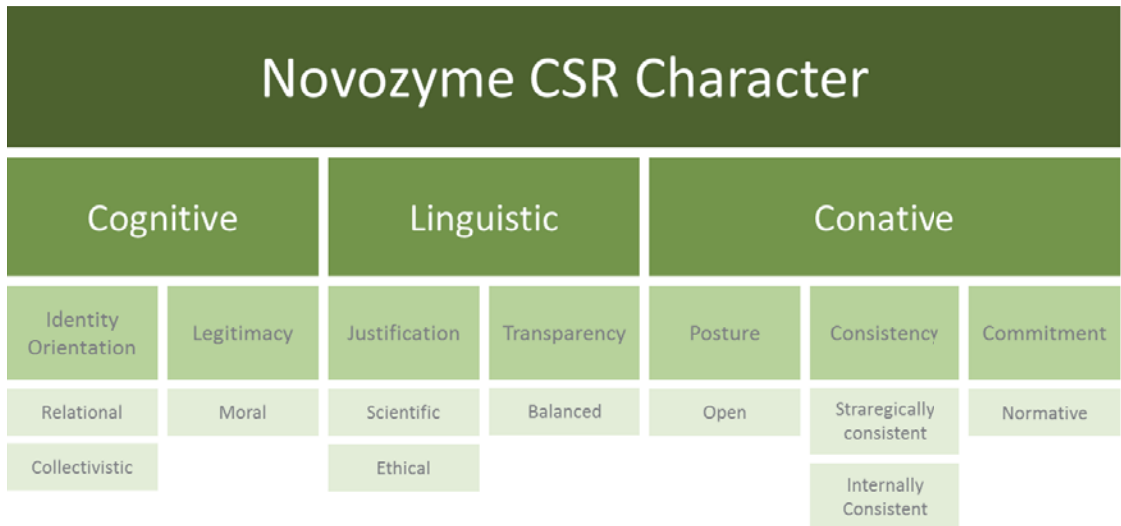 Novozyme CSR Character
Cognitive
Linguistic
Conative
Identity
Orientation
Legitimacy
Justification
Transparency
Posture
Consistency
Commitment
Relational
Moral
Scientific
Balanced
Open
Straregically
consistent
Normative
Collectivistic
Ethical
Internally
Consistent